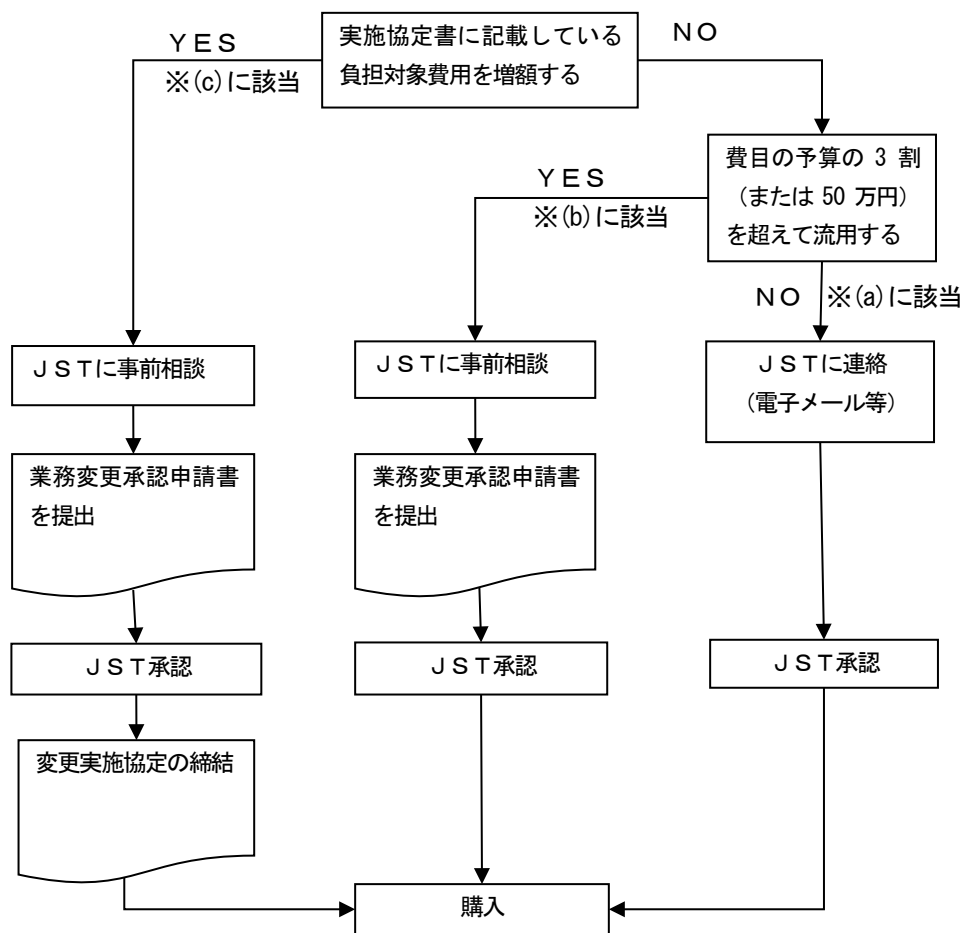 実施協定書に記載している
負担対象費用を増額する
ＹＥＳ
※(c)に該当
ＮＯ
費目の予算の 3 割
（または 50 万円）
を超えて流用する
ＹＥＳ
※(b)に該当
ＮＯ ※(a)に該当
ＪＳＴに事前相談
ＪＳＴに事前相談
ＪＳＴに連絡
（電子メール等）
業務変更承認申請書
を提出
業務変更承認申請書
を提出
ＪＳＴ承認
ＪＳＴ承認
ＪＳＴ承認
変更実施協定の締結
購入